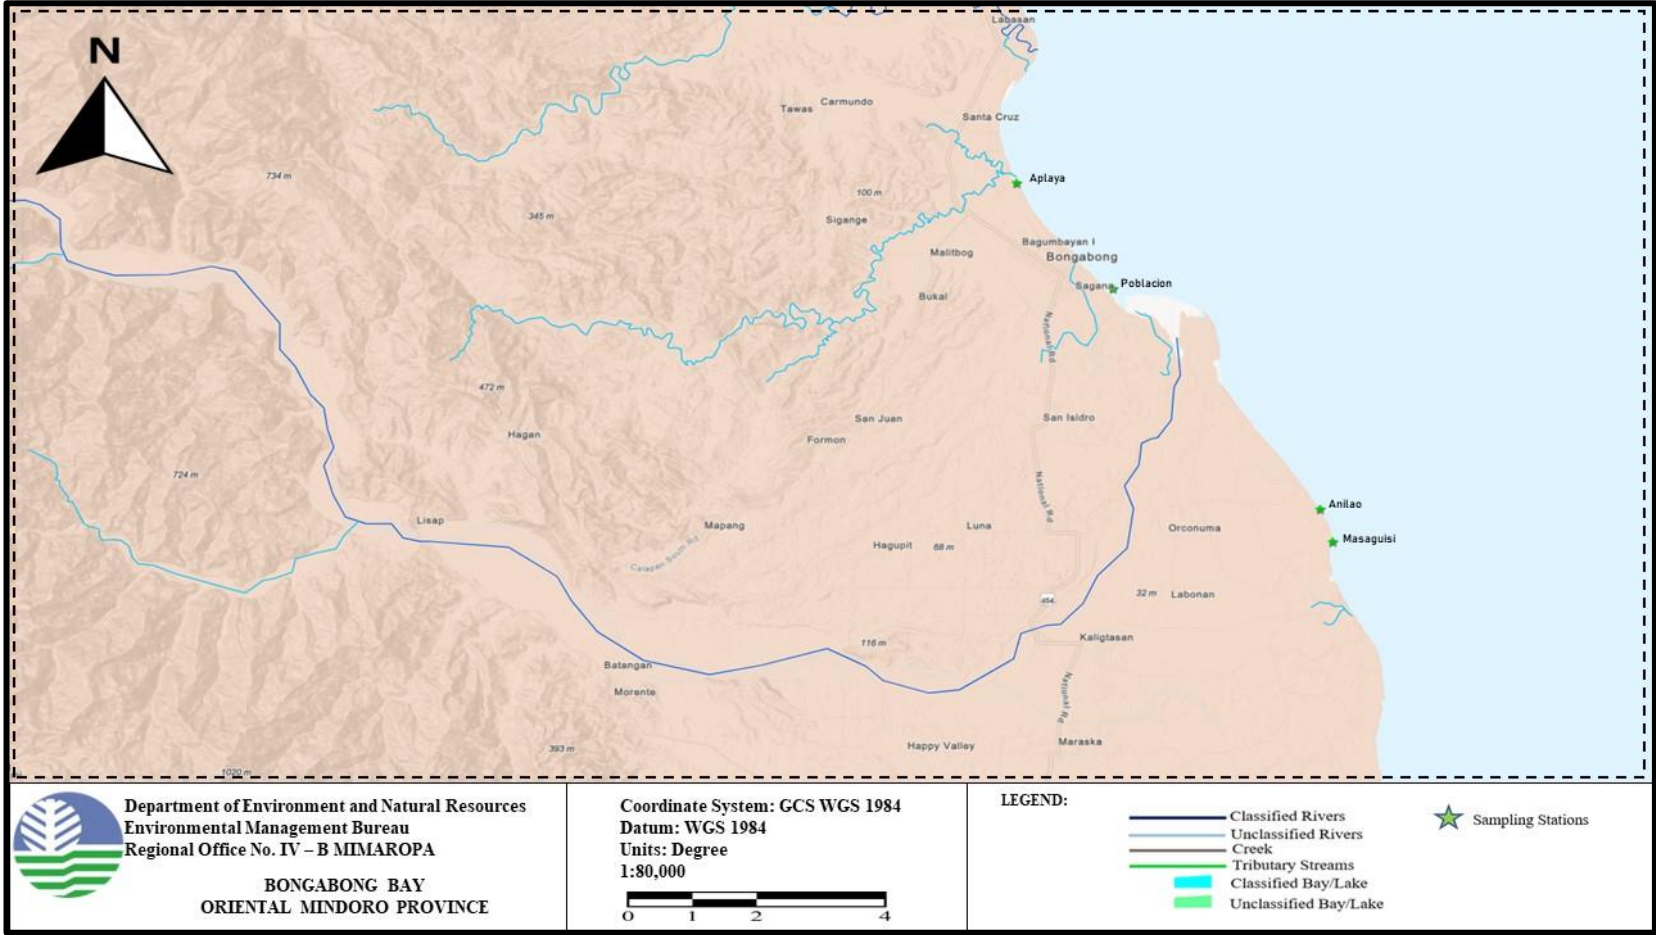 Labasan
N
Tawas
Carmundo
Santa Cruz
734 m
Aplaya
100 m
345 m
Sigange
Bagumbayan I
Malitbog
Bongabong
Sagana
Poblacion
Bukal
National Rd
472 m
San Juan
San Isidro
Hagan
Formon
724 m
National Rd
Anilao
Lisap
Mapang
Luna
Orconuma
Masaguisi
Hagupit
68 m
Calapan South Rd
32 m
Labonan
454
Kaligtasan
116 m
Batangan
Morente
National Rd
Happy Valley
Maraska
393 m
1020 m
Department of Environment and Natural Resources
Environmental Management Bureau
Regional Office No. IV – B MIMAROPA
BONGABONG BAY
ORIENTAL MINDORO PROVINCE
Coordinate System: GCS WGS 1984
Datum: WGS 1984
Units: Degree
1:80,000
0 1 2 4
LEGEND:
Classified Rivers
Unclassified Rivers
Creek
Tributary Streams
Classified Bay/Lake
Unclassified Bay/Lake
Sampling Stations